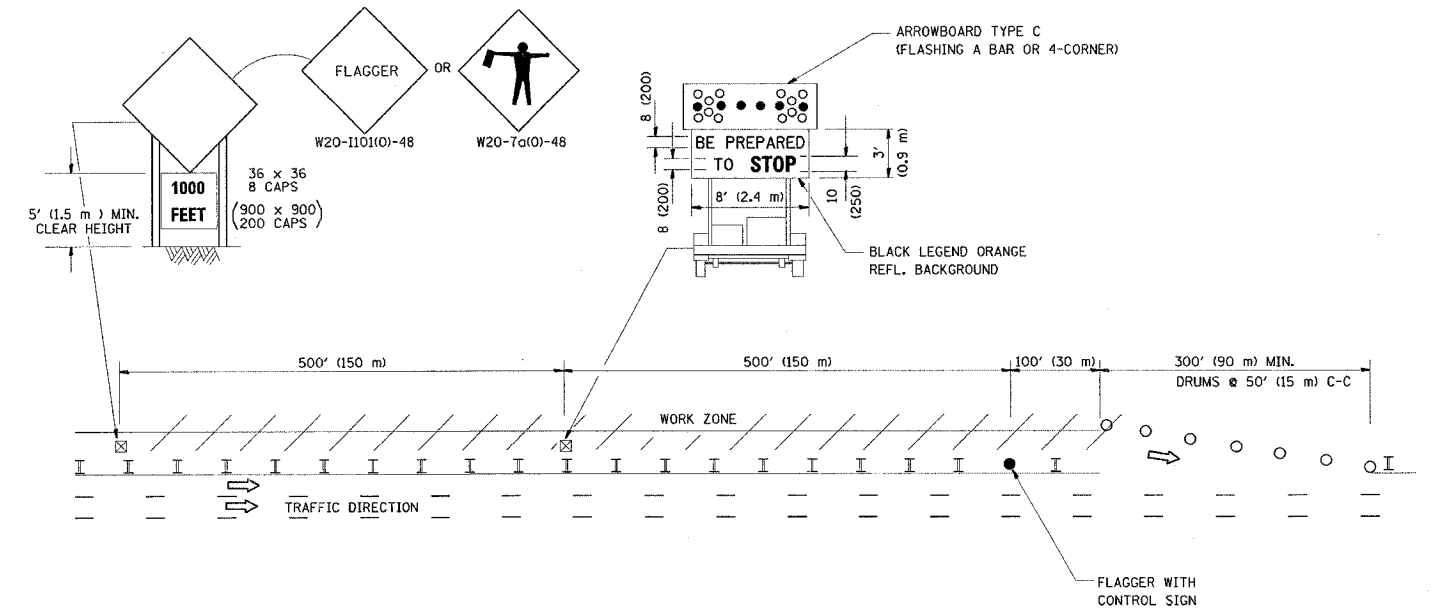 ARROWBOARD TYPE C
(FLASHING A BAR OR 4-CORNER)
FLAGGER
OR
W20-I101(O)-48
W20-7a(O)-48
8 (200)
BE PREPARED
TO STOP
3'
(0.9 m)
8' (2.4 m)
8 (200)
10
(250)
1000
FEET
36 x 36
8 CAPS
(900 x 900)
200 CAPS
5' (1.5 m ) MIN.
CLEAR HEIGHT
BLACK LEGEND ORANGE
REFL. BACKGROUND
500' (150 m)
500' (150 m)
100' (30 m)
300' (90 m) MIN.
DRUMS @ 50' (15 m) C-C
WORK ZONE
TRAFFIC DIRECTION
FLAGGER WITH
CONTROL SIGN